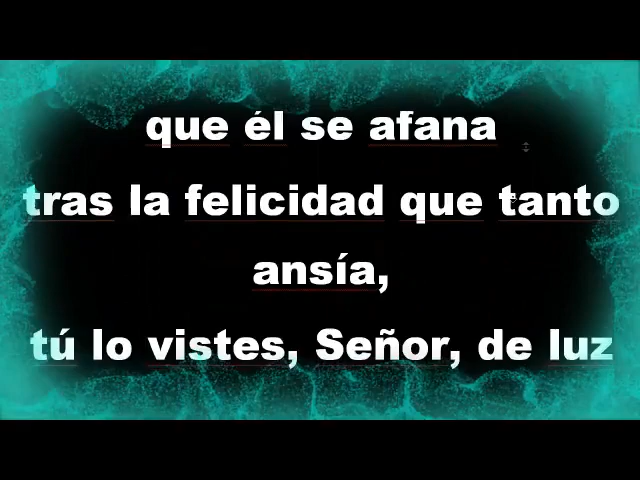 que él se afana
tras la felicidad que tanto
ansía,
tú lo vistes, Señor, de luz